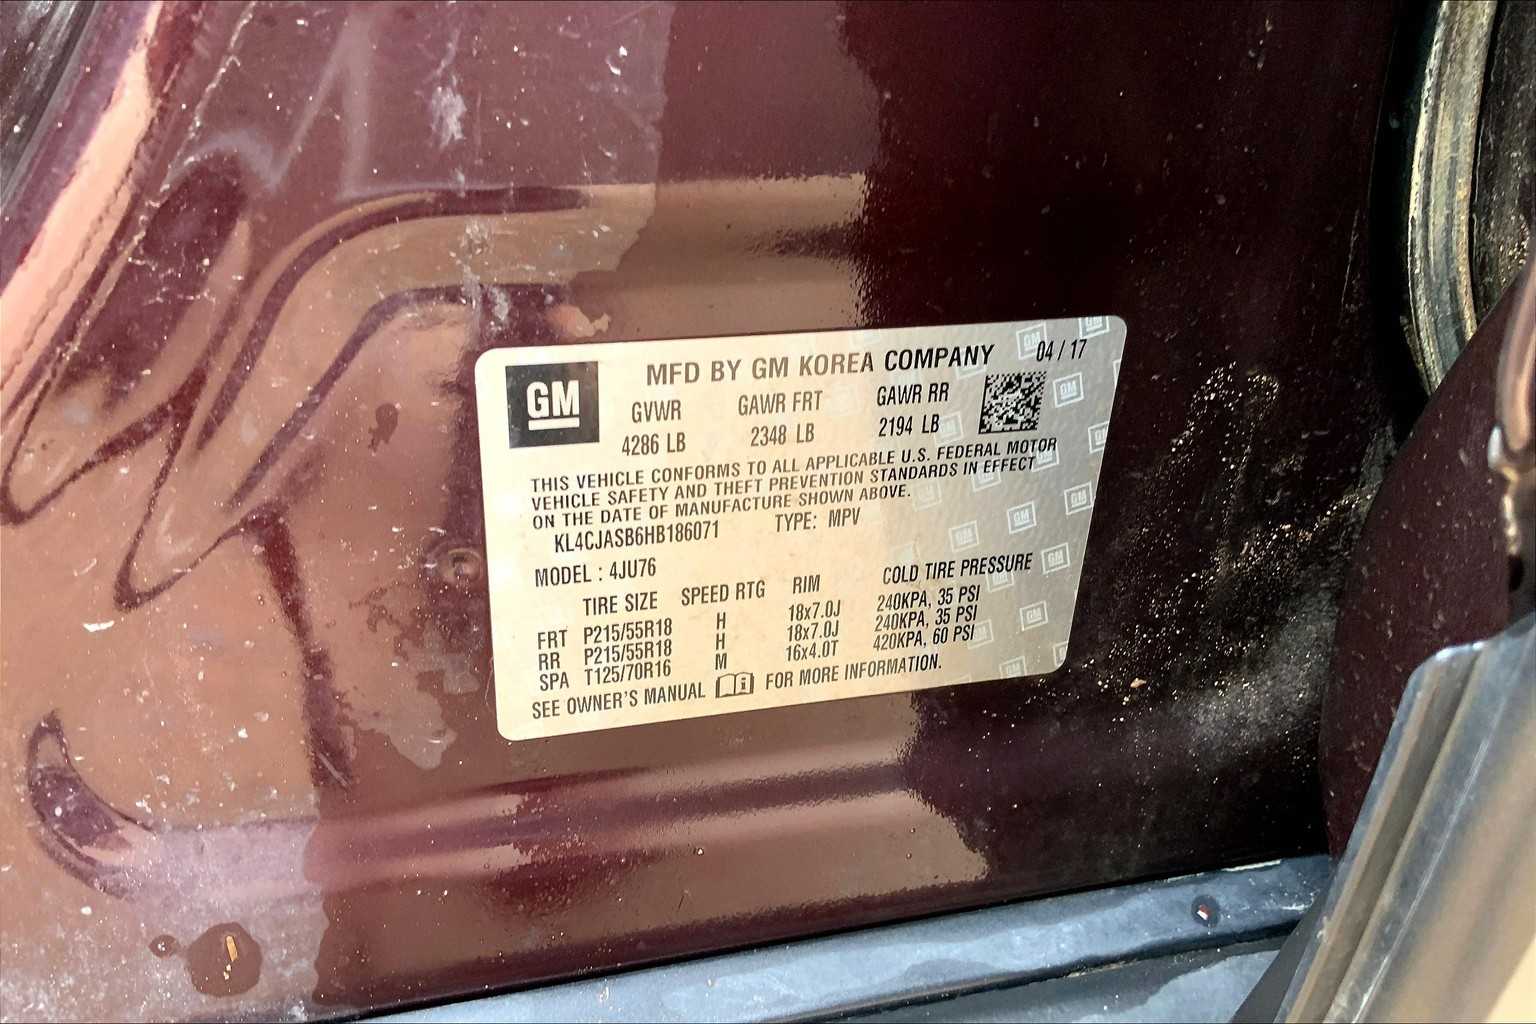 GM
MFD BY GM KOREA COMPANY 04 / 17
GVWR GAWR FRT GAWR RR
4286 LB 2348 LB 2194 LB
THIS VEHICLE CONFORMS TO ALL APPLICABLE U.S. FEDERAL MOTOR
VEHICLE SAFETY AND THEFT PREVENTION STANDARDS IN EFFECT
ON THE DATE OF MANUFACTURE SHOWN ABOVE.
KL4CJASB6HB186071 TYPE: MPV
MODEL : 4JU76
TIRE SIZE SPEED RTG RIM COLD TIRE PRESSURE
FRT P215/55R18 H 18x7.0J 240KPA, 35 PSI
RR P215/55R18 H 18x7.0J 240KPA, 35 PSI
SPA T125/70R16 M 16x4.0T 420KPA, 60 PSI
SEE OWNER'S MANUAL FOR MORE INFORMATION.